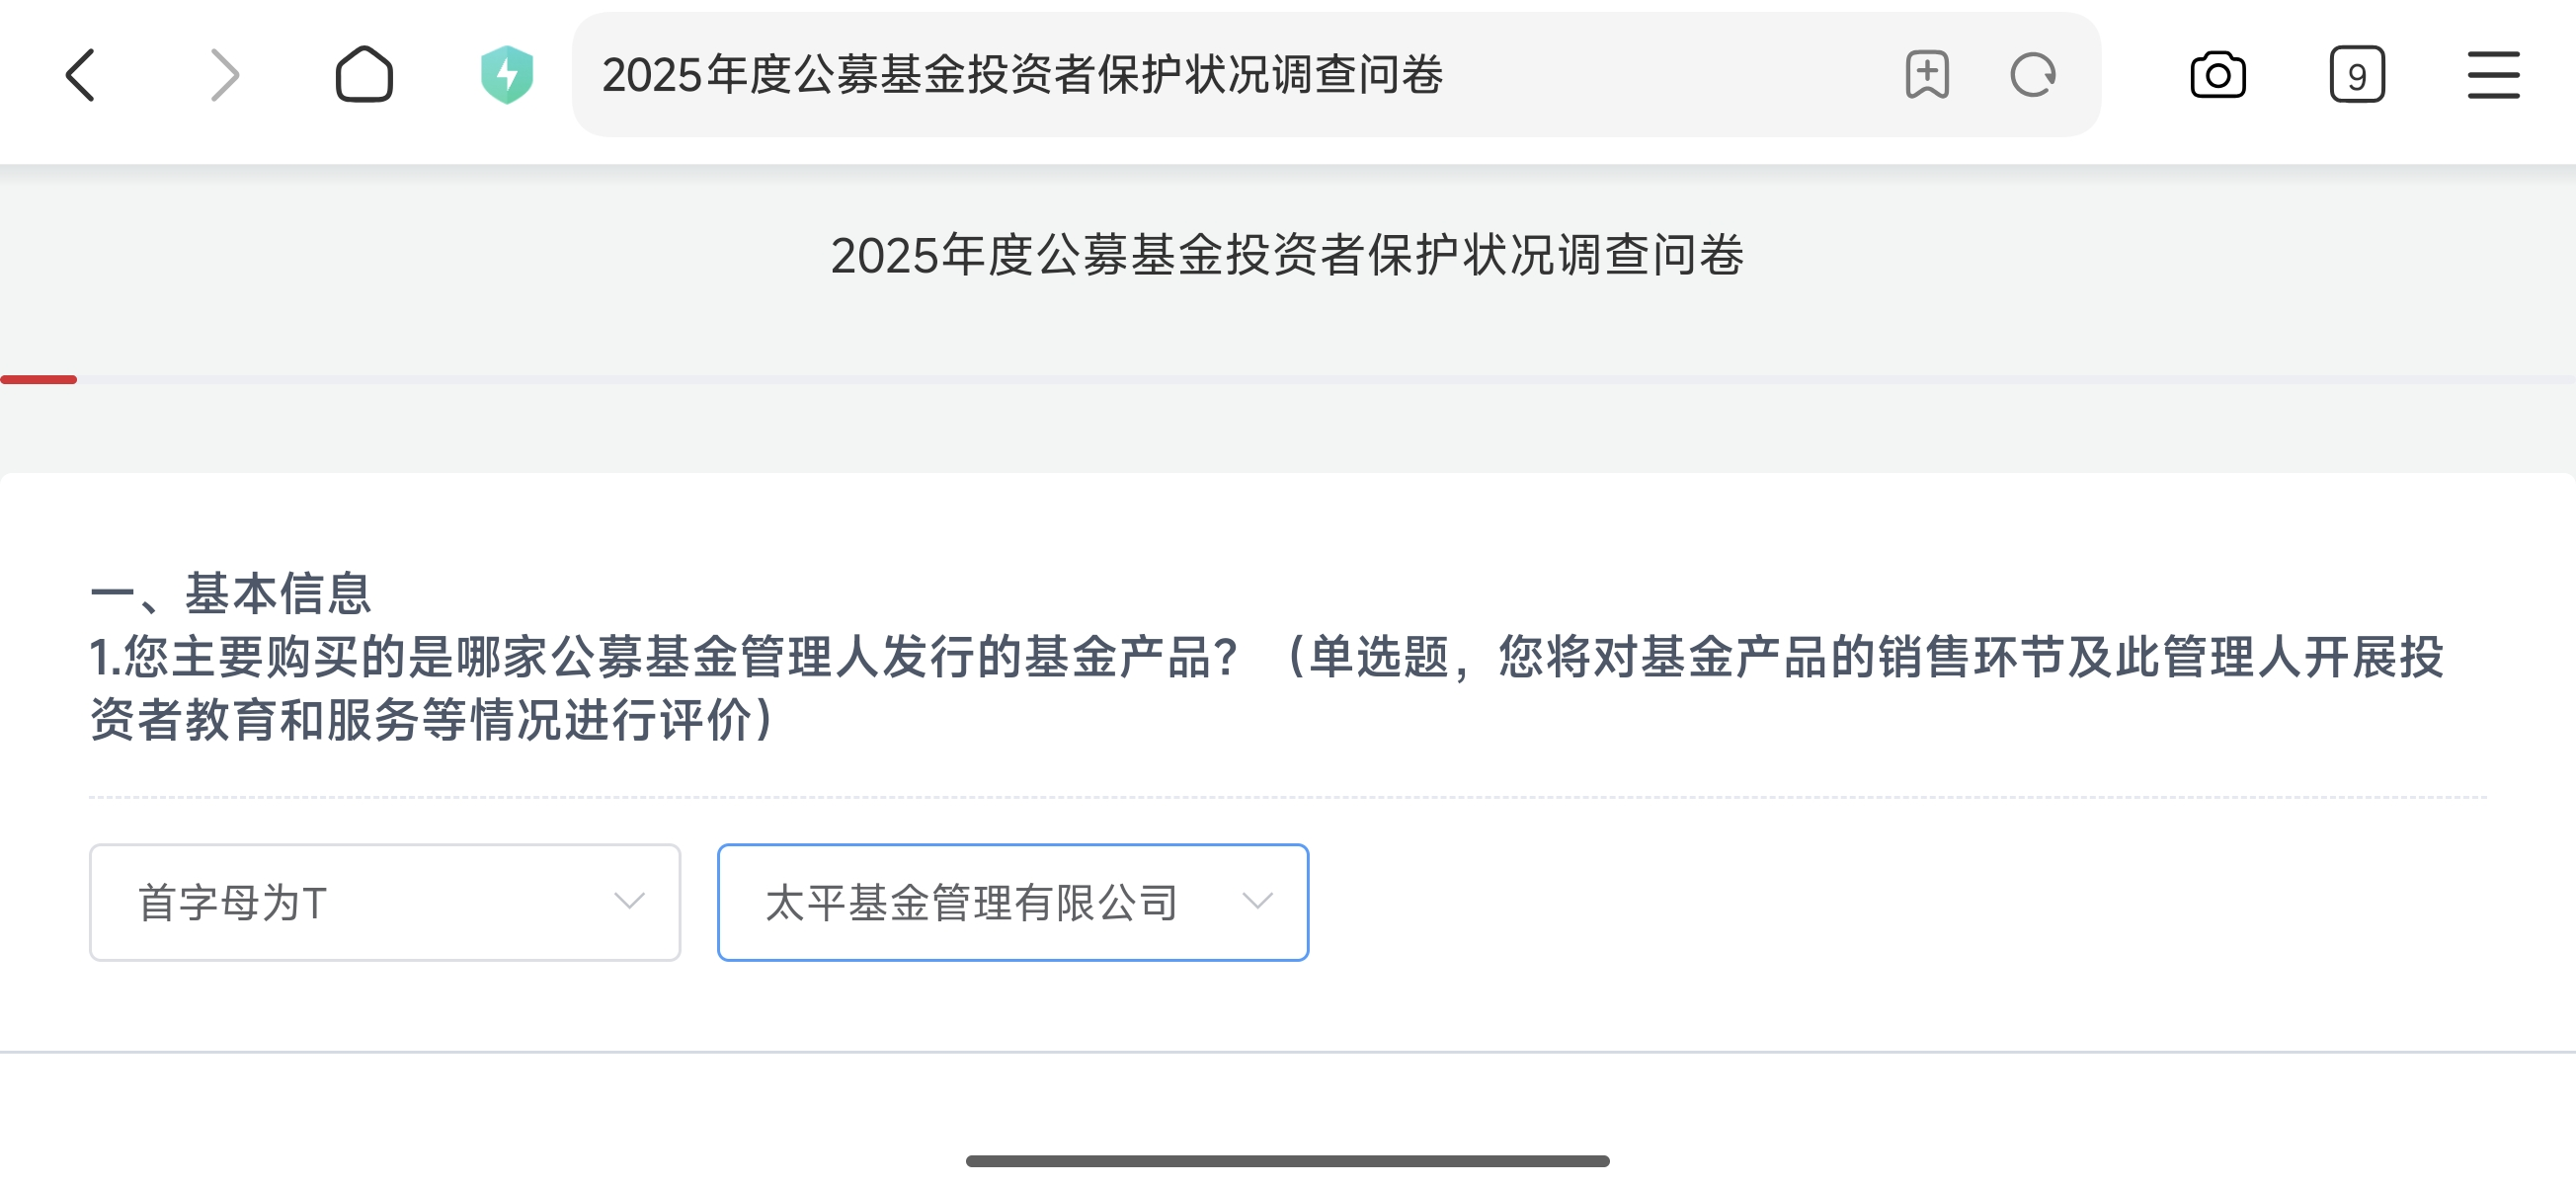 2025年度公募基金投资者保护状况调查问卷
9
2025年度公募基金投资者保护状况调查问卷
一、基本信息
1.您主要购买的是哪家公募基金管理人发行的基金产品？（单选题，您将对基金产品的销售环节及此管理人开展投
资者教育和服务等情况进行评价）
首字母为T
太平基金管理有限公司